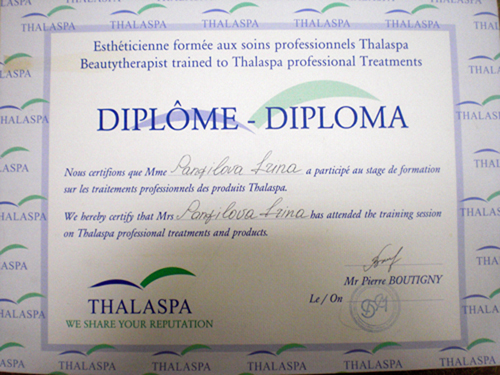 Esthéticienne formée aux soins professionnels Thalaspa
Beautytherapist trained to Thalaspa professional Treatments
DIPLÔME - DIPLOMA
Nous certifions que Mme Panfilova Irina a participé au stage de formation
sur les traitements professionnels des produits Thalaspa.
We hereby certify that Mrs Panfilova Irina has attended the training session
on Thalaspa professional treatments and products.
Mr Pierre BOUTIGNY
THALASPA
WE SHARE YOUR REPUTATION
Le / On